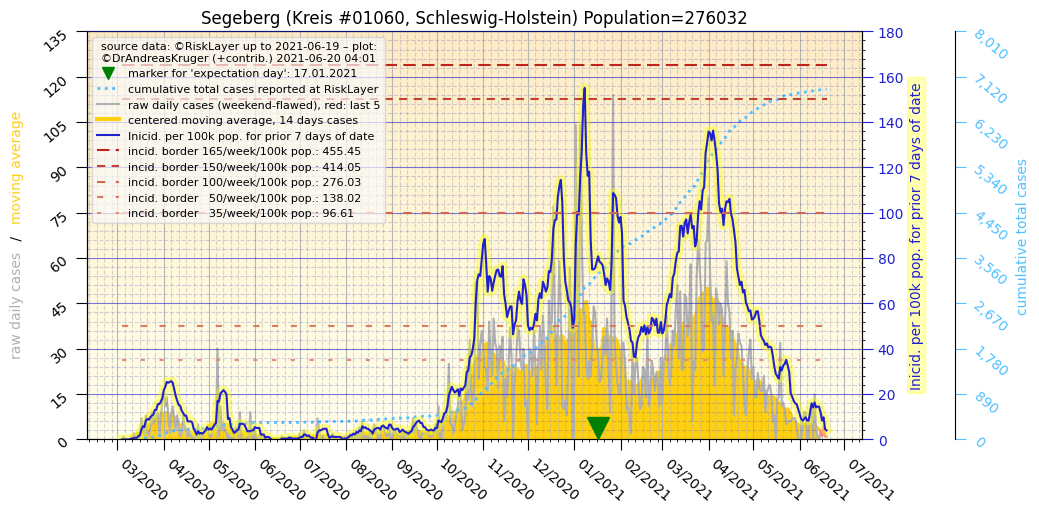 Segeberg (Kreis #01060, Schleswig-Holstein) Population=276032
source data: ©RiskLayer up to 2021-06-19 – plot:
©DrAndreasKruger (+contrib.) 2021-06-20 04:01
marker for 'expectation day': 17.01.2021
cumulative total cases reported at RiskLayer
raw daily cases (weekend-flawed), red: last 5
centered moving average, 14 days cases
Inicid. per 100k pop. for prior 7 days of date
incid. border 165/week/100k pop.: 455.45
incid. border 150/week/100k pop.: 414.05
incid. border 100/week/100k pop.: 276.03
incid. border   50/week/100k pop.: 138.02
incid. border   35/week/100k pop.: 96.61
raw daily cases / moving average
135
120
105
90
75
60
45
30
15
0
180
160
140
120
100
80
60
40
20
0
Inicid. per 100k pop. for prior 7 days of date
8,010
7,120
6,230
5,340
4,450
3,560
2,670
1,780
890
0
cumulative total cases
03/2020
04/2020
05/2020
06/2020
07/2020
08/2020
09/2020
10/2020
11/2020
12/2020
01/2021
02/2021
03/2021
04/2021
05/2021
06/2021
07/2021